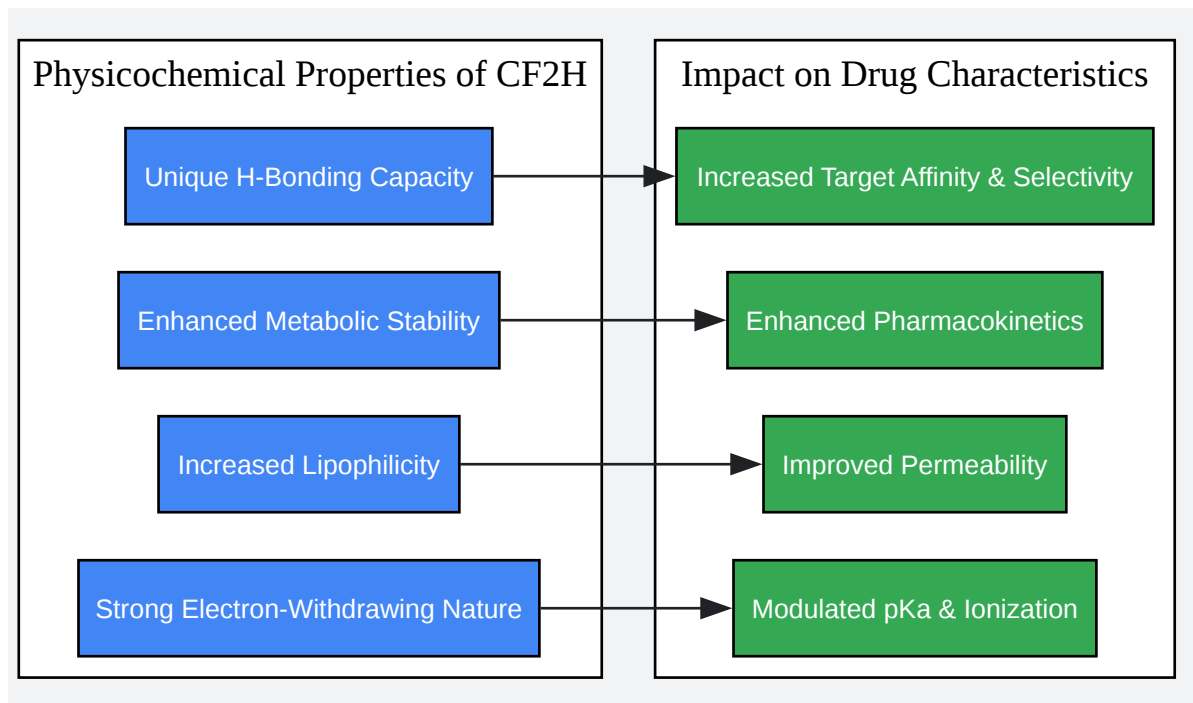 Physicochemical Properties of CF2H
Unique H-Bonding Capacity
Enhanced Metabolic Stability
Increased Lipophilicity
Strong Electron-Withdrawing Nature
Impact on Drug Characteristics
Increased Target Affinity & Selectivity
Enhanced Pharmacokinetics
Improved Permeability
Modulated pKa & Ionization